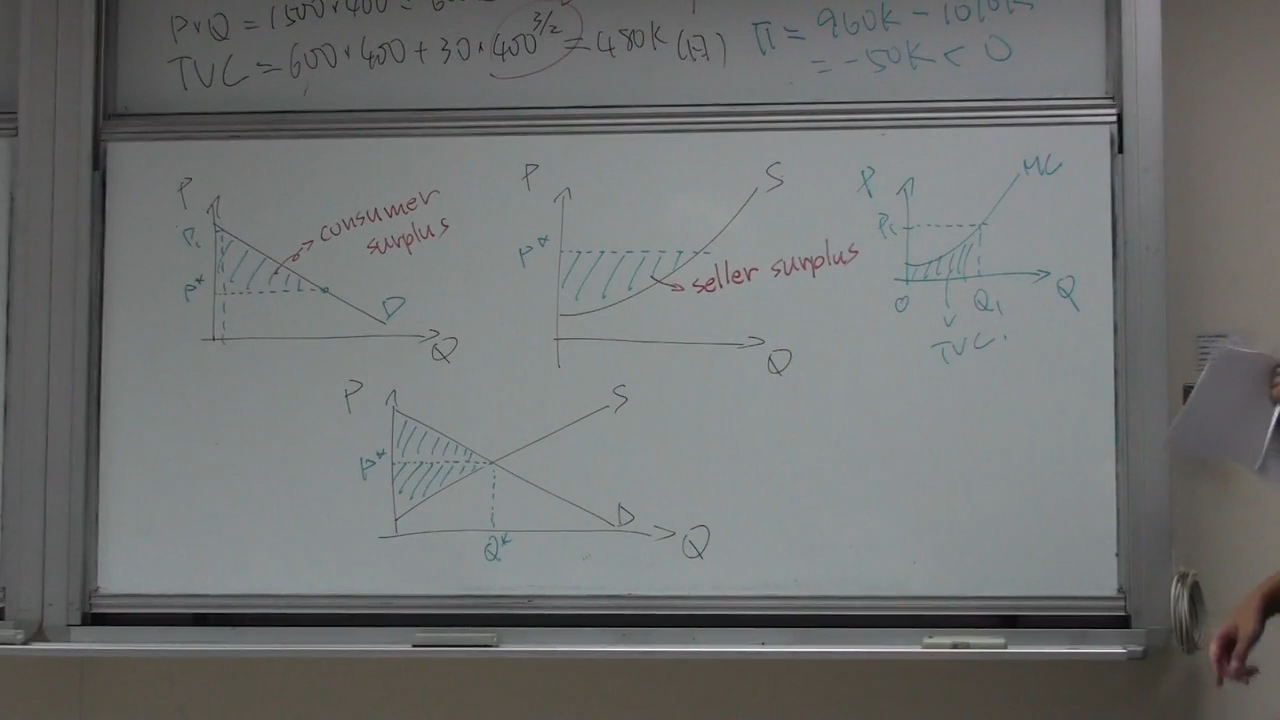 P×Q = 1500×400 =
TVC = 600×400 + 30×400^3/2 = 480K (月)
π = 960K - 1010K
= -50K < 0
P
P₁
P*
consumer
surplus
D
Q
P
P*
S
seller surplus
Q
P
P₁
MC
O
Q₁
Q
TVC.
P
P*
S
D
Q*
Q